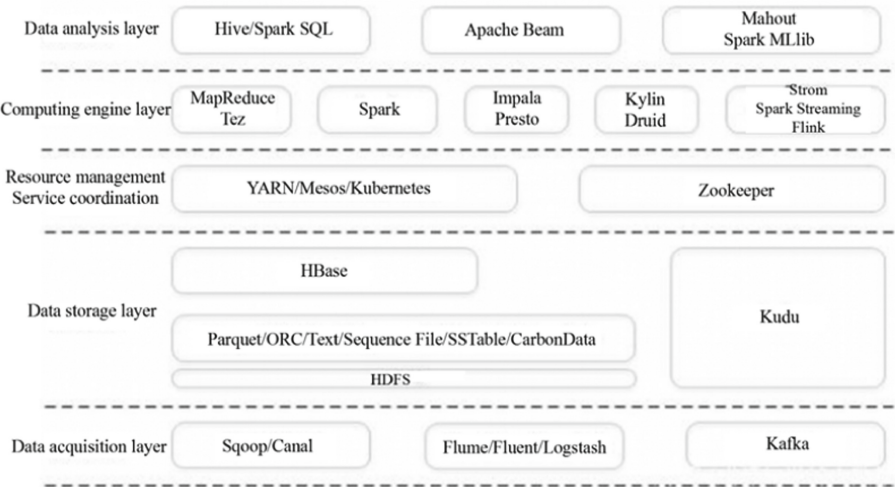 Data analysis layer
Hive/Spark SQL
Apache Beam
Mahout
Spark MLlib
Computing engine layer
MapReduce
Tez
Spark
Impala
Presto
Kylin
Druid
Strom
Spark Streaming
Flink
Resource management
Service coordination
YARN/Mesos/Kubernetes
Zookeeper
Data storage layer
HBase
Parquet/ORC/Text/Sequence File/SSTable/CarbonData
HDFS
Kudu
Data acquisition layer
Sqoop/Canal
Flume/Fluent/Logstash
Kafka